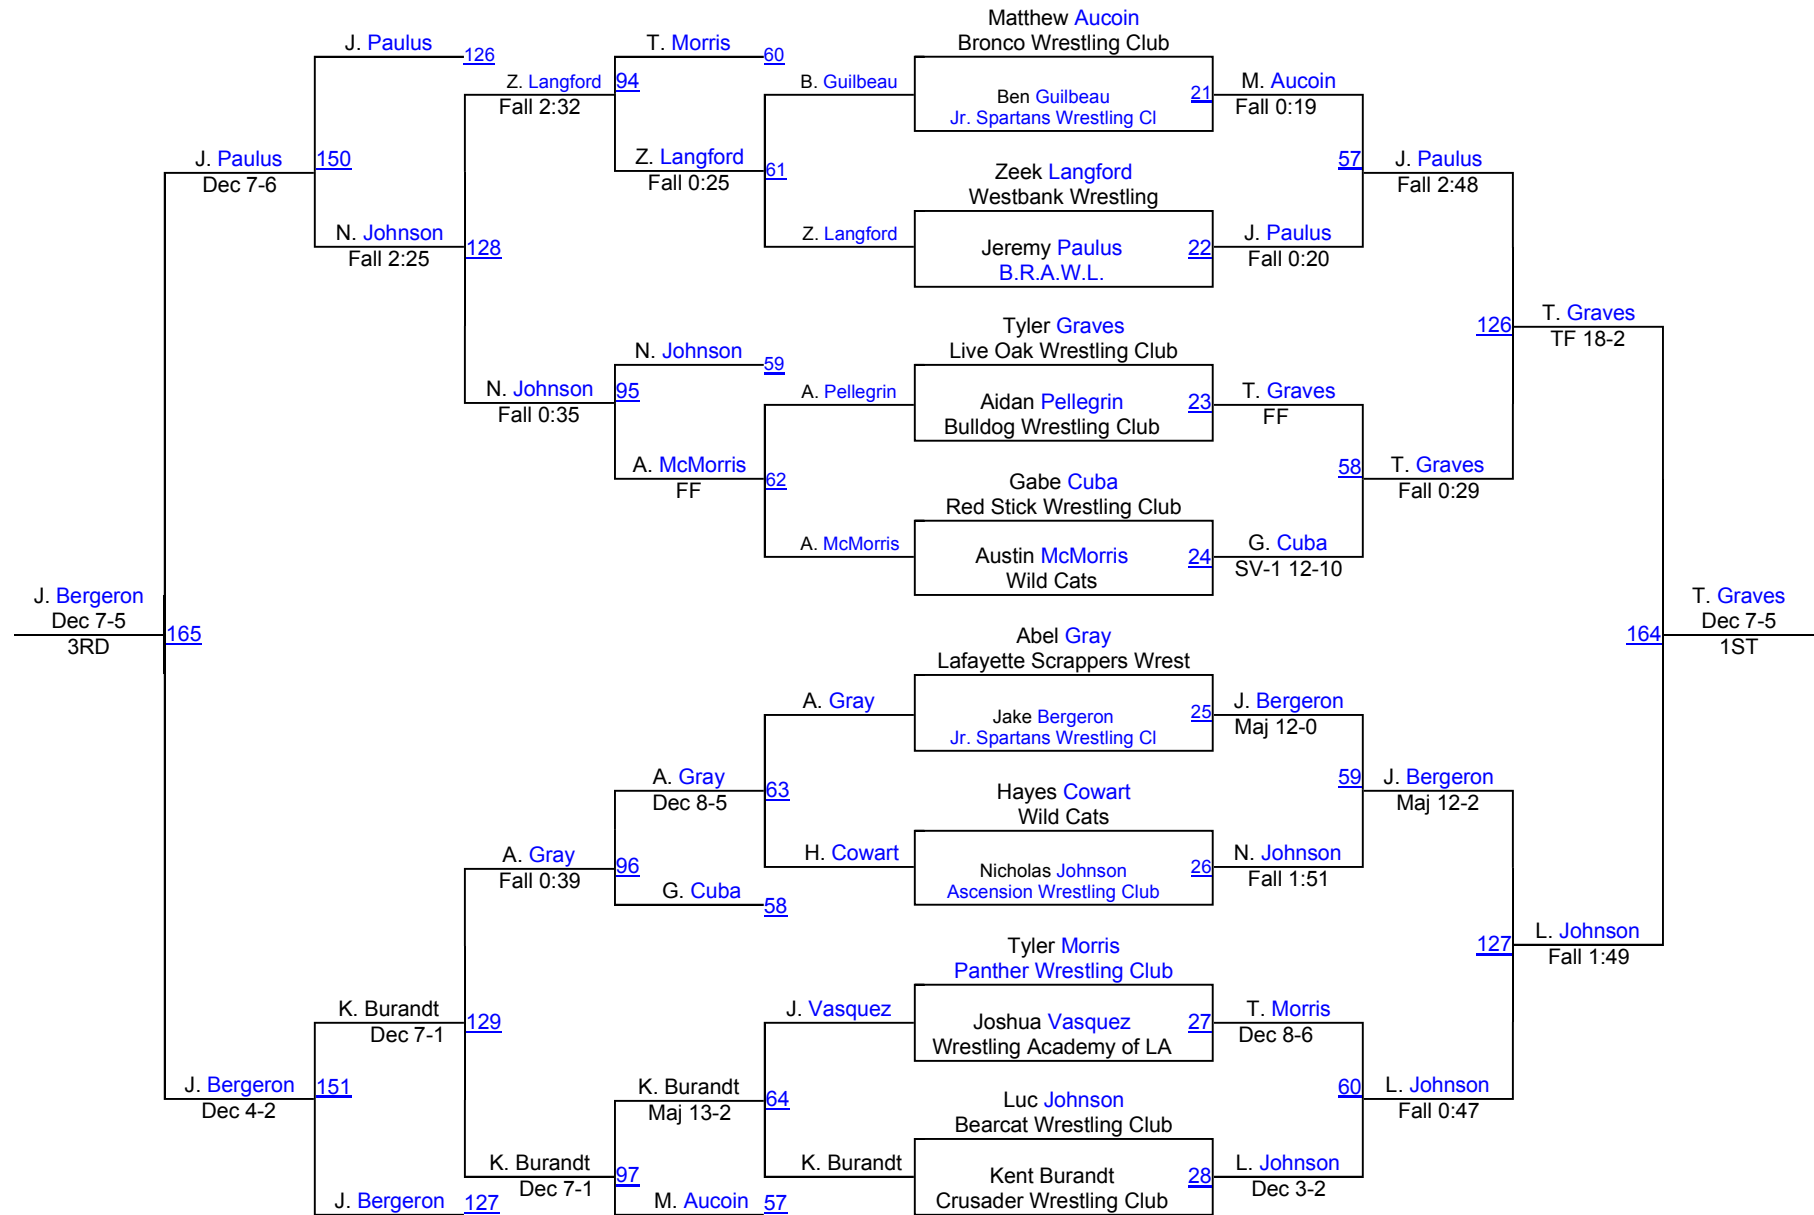 Matthew Aucoin
Bronco Wrestling Club
J. Paulus
126
T. Morris
60
Z. Langford
94
Fall 2:32
B. Guilbeau
Ben Guilbeau
21
Jr. Spartans Wrestling Cl
M. Aucoin
Fall 0:19
J. Paulus
150
Dec 7-6
Z. Langford
61
Fall 0:25
Zeek Langford
Westbank Wrestling
57
J. Paulus
Fall 2:48
N. Johnson
128
Fall 2:25
Z. Langford
Jeremy Paulus
22
B.R.A.W.L.
J. Paulus
Fall 0:20
Tyler Graves
Live Oak Wrestling Club
126
T. Graves
TF 18-2
N. Johnson
59
N. Johnson
95
Fall 0:35
A. Pellegrin
Aidan Pellegrin
23
Bulldog Wrestling Club
T. Graves
FF
A. McMorris
62
FF
Gabe Cuba
Red Stick Wrestling Club
58
T. Graves
Fall 0:29
A. McMorris
Austin McMorris
24
Wild Cats
G. Cuba
SV-1 12-10
J. Bergeron
Dec 7-5
165
3RD
Abel Gray
Lafayette Scrappers Wrest
164
T. Graves
Dec 7-5
1ST
A. Gray
Jake Bergeron
25
Jr. Spartans Wrestling Cl
J. Bergeron
Maj 12-0
A. Gray
63
Dec 8-5
Hayes Cowart
Wild Cats
59
J. Bergeron
Maj 12-2
A. Gray
96
Fall 0:39
H. Cowart
Nicholas Johnson
26
Ascension Wrestling Club
N. Johnson
Fall 1:51
G. Cuba
58
Tyler Morris
Panther Wrestling Club
127
L. Johnson
Fall 1:49
K. Burandt
129
Dec 7-1
J. Vasquez
Joshua Vasquez
27
Wrestling Academy of LA
T. Morris
Dec 8-6
J. Bergeron
151
Dec 4-2
K. Burandt
64
Maj 13-2
Luc Johnson
Bearcat Wrestling Club
60
L. Johnson
Fall 0:47
K. Burandt
97
Dec 7-1
K. Burandt
Kent Burandt
28
Crusader Wrestling Club
L. Johnson
Dec 3-2
J. Bergeron
127
M. Aucoin
57